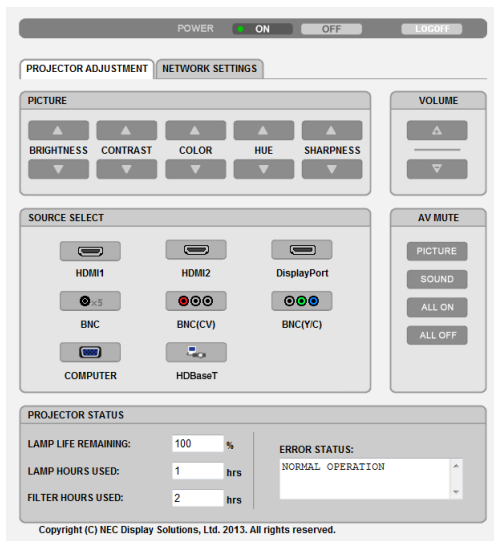 POWER ON OFF LOGOFF
PROJECTOR ADJUSTMENT NETWORK SETTINGS
PICTURE
BRIGHTNESS CONTRAST COLOR HUE SHARPNESS
VOLUME
SOURCE SELECT
HDMI1 HDMI2 DisplayPort
×5
BNC BNC(CV) BNC(Y/C)
COMPUTER HDBaseT
AV MUTE
PICTURE
SOUND
ALL ON
ALL OFF
PROJECTOR STATUS
LAMP LIFE REMAINING: 100 %
LAMP HOURS USED: 1 hrs
FILTER HOURS USED: 2 hrs
ERROR STATUS:
NORMAL OPERATION
Copyright (C) NEC Display Solutions, Ltd. 2013. All rights reserved.